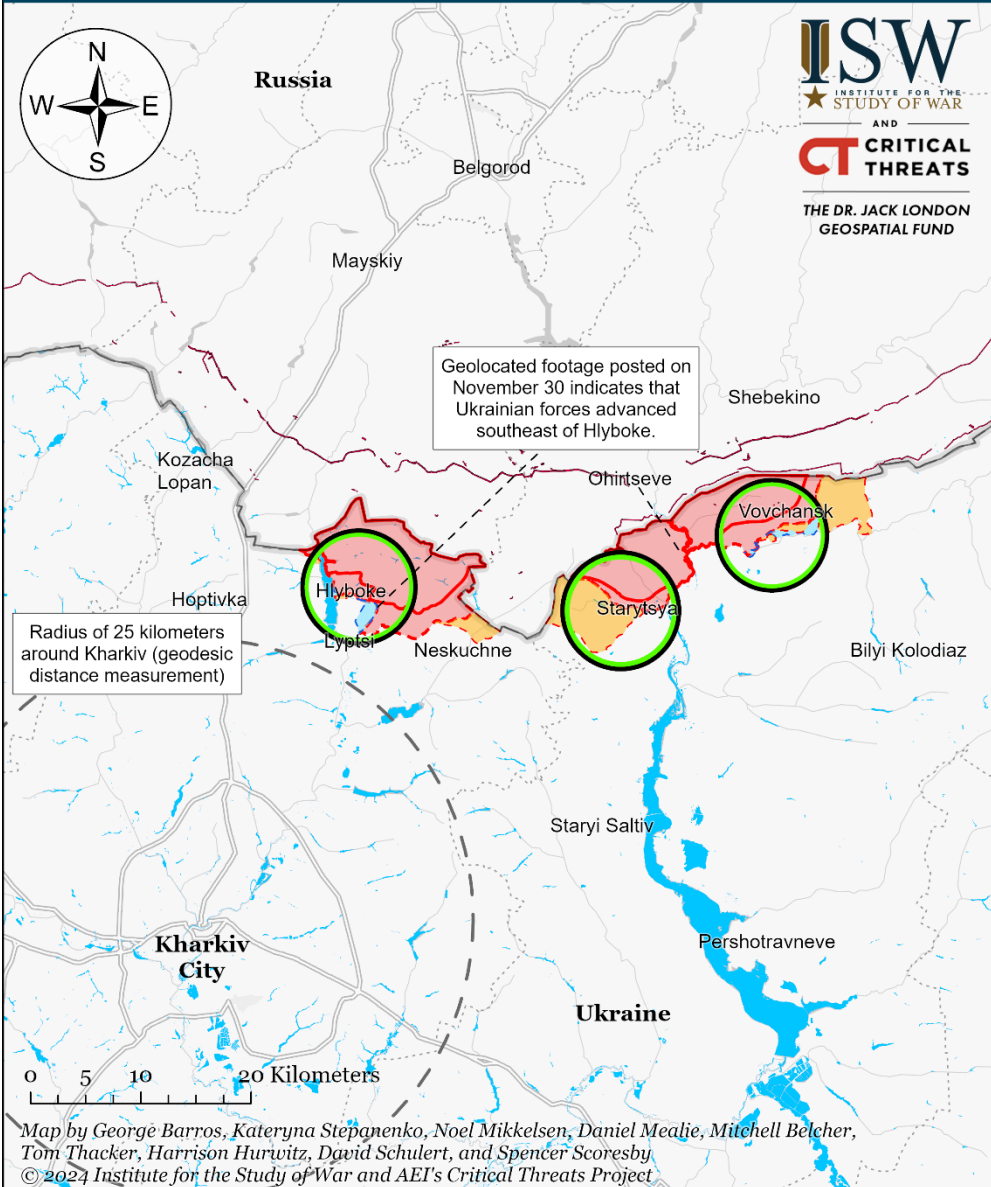 N
W
E
S
Russia
ISW
INSTITUTE FOR THE
STUDY OF WAR
AND
CT CRITICAL
THREATS
THE DR. JACK LONDON
GEOSPATIAL FUND
Belgorod
Mayskiy
Geolocated footage posted on
November 30 indicates that
Ukrainian forces advanced
southeast of Hlyboke.
Shebekino
Kozacha
Lopan
Ohirtseve
Vovchansk
Hlyboke
Hoptivka
Starytsya
Lyptsi
Neskuchne
Bilyi Kolodiaz
Radius of 25 kilometers
around Kharkiv (geodesic
distance measurement)
Staryi Saltiv
Pershotravneve
Kharkiv
City
Ukraine
0 5 10 20 Kilometers
Map by George Barros, Kateryna Stepanenko, Noel Mikkelsen, Daniel Mealie, Mitchell Belcher,
Tom Thacker, Harrison Hurwitz, David Schulert, and Spencer Scoresby
© 2024 Institute for the Study of War and AEI's Critical Threats Project